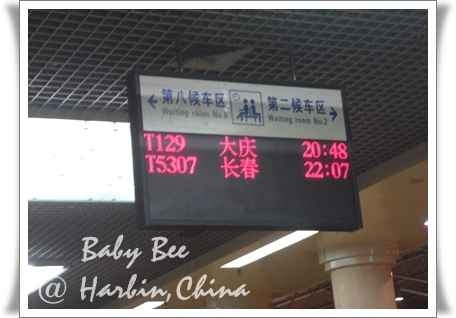 第八候车区 第二候车区
Waiting room No.8 Waiting room No.2
T129 大庆 20:48
T5307 长春 22:07
Baby Bee
@ Harbin,China